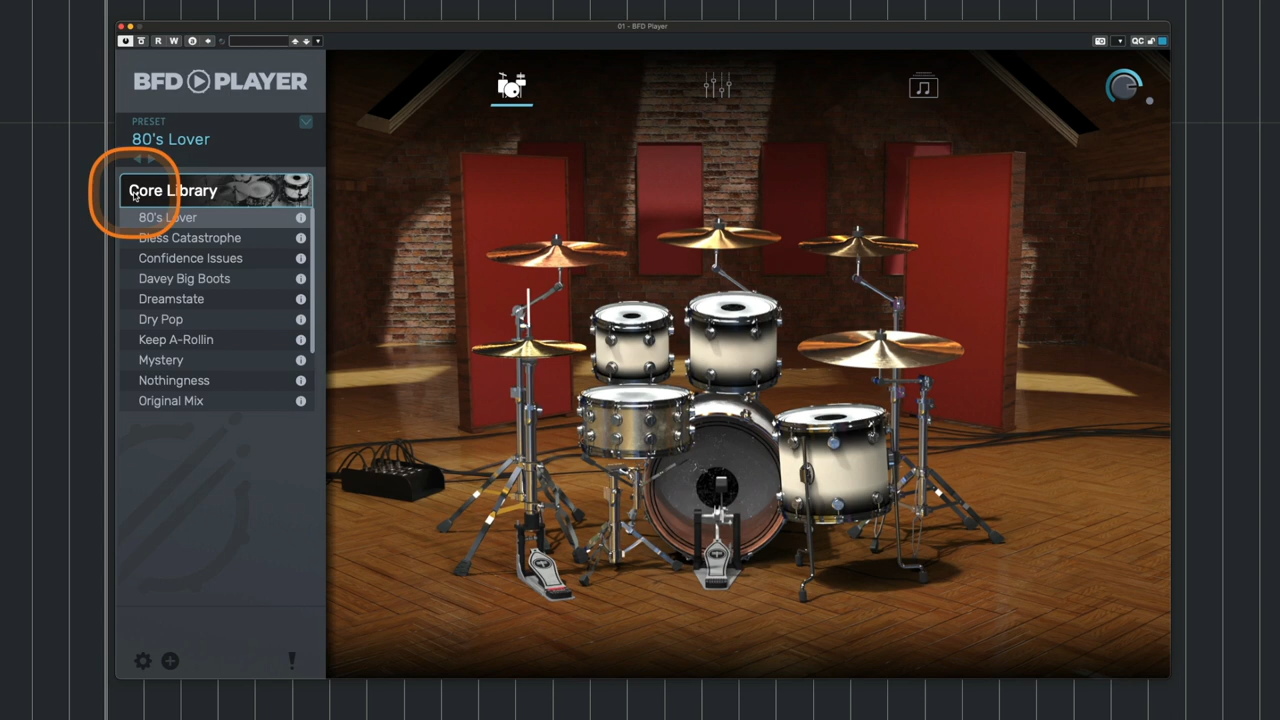 01 - BFD Player
R W
QC
BFD PLAYER
PRESET
80's Lover
Core Library
80's Lover
Bless Catastrophe
Confidence Issues
Davey Big Boots
Dreamstate
Dry Pop
Keep A-Rollin
Mystery
Nothingness
Original Mix